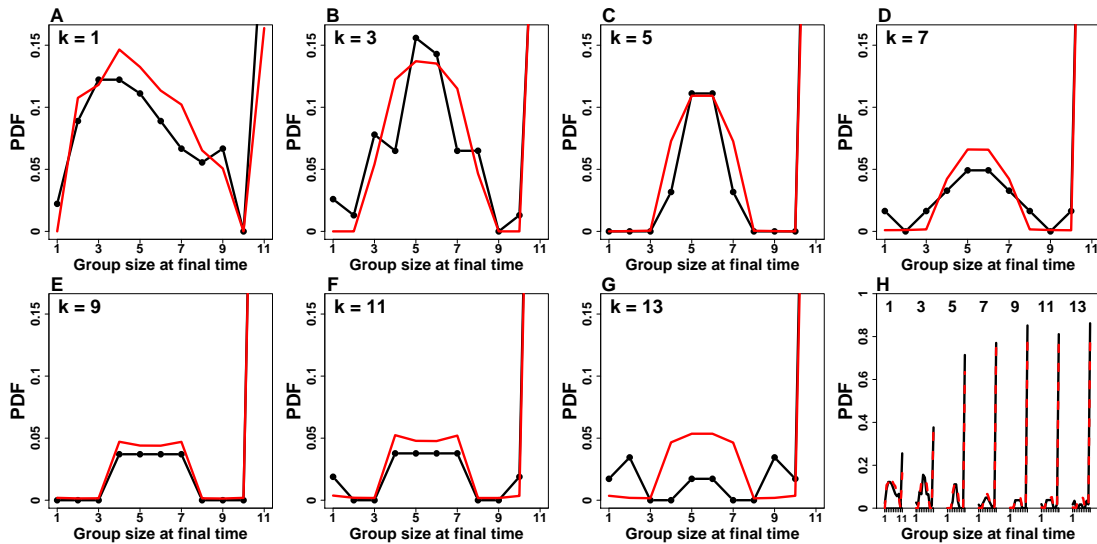 A
k = 1
PDF
0 0.05 0.1 0.15
1 3 5 7 9 11
Group size at final time
B
k = 3
PDF
0 0.05 0.1 0.15
1 3 5 7 9 11
Group size at final time
C
k = 5
PDF
0 0.05 0.1 0.15
1 3 5 7 9 11
Group size at final time
D
k = 7
PDF
0 0.05 0.1 0.15
1 3 5 7 9 11
Group size at final time
E
k = 9
PDF
0 0.05 0.1 0.15
1 3 5 7 9 11
Group size at final time
F
k = 11
PDF
0 0.05 0.1 0.15
1 3 5 7 9 11
Group size at final time
G
k = 13
PDF
0 0.05 0.1 0.15
1 3 5 7 9 11
Group size at final time
H
1 3 5 7 9 11 13
PDF
0 0.2 0.4 0.6 0.8 1
1 11 1 1 1 1 1 1
Group size at final time